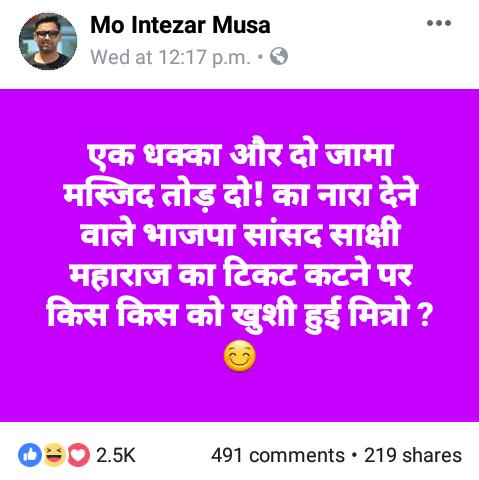 Mo Intezar Musa
Wed at 12:17 p.m. •
एक धक्का और दो जामा
मस्जिद तोड़ दो! का नारा देने
वाले भाजपा सांसद साक्षी
महाराज का टिकट कटने पर
किस किस को खुशी हुई मित्रो ?
😊
2.5K
491 comments • 219 shares